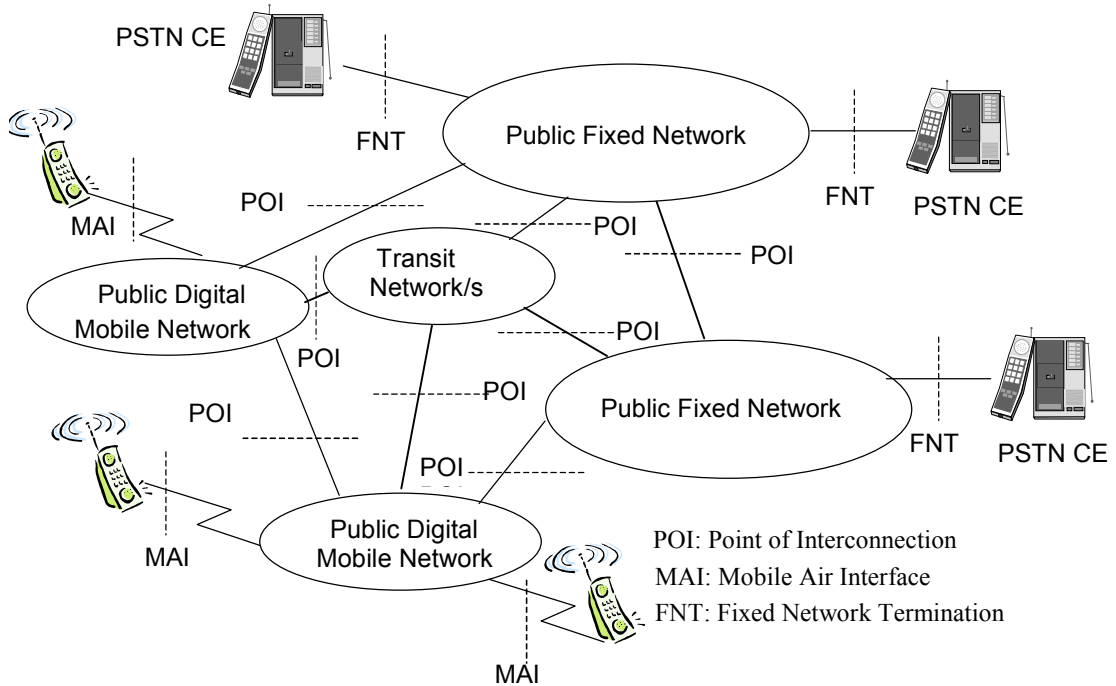 PSTN CE
Public Fixed Network
FNT
FNT
PSTN CE
POI
MAI
POI
POI
Transit
Network/s
Public Digital
Mobile Network
POI
POI
POI
POI
Public Fixed Network
FNT
PSTN CE
POI
MAI
Public Digital
Mobile Network
POI: Point of Interconnection
MAI: Mobile Air Interface
FNT: Fixed Network Termination
MAI